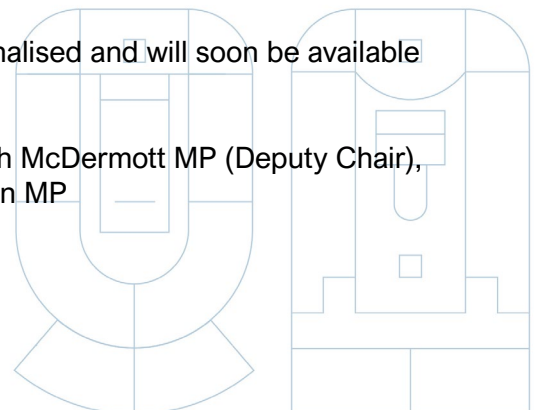 nalised and will soon be available
h McDermott MP (Deputy Chair),
n MP